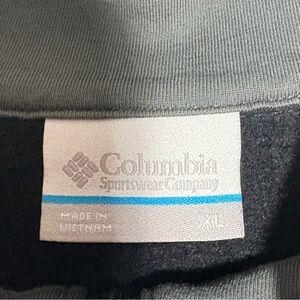 Columbia
Sportswear Company
MADE IN
VIETNAM
XL